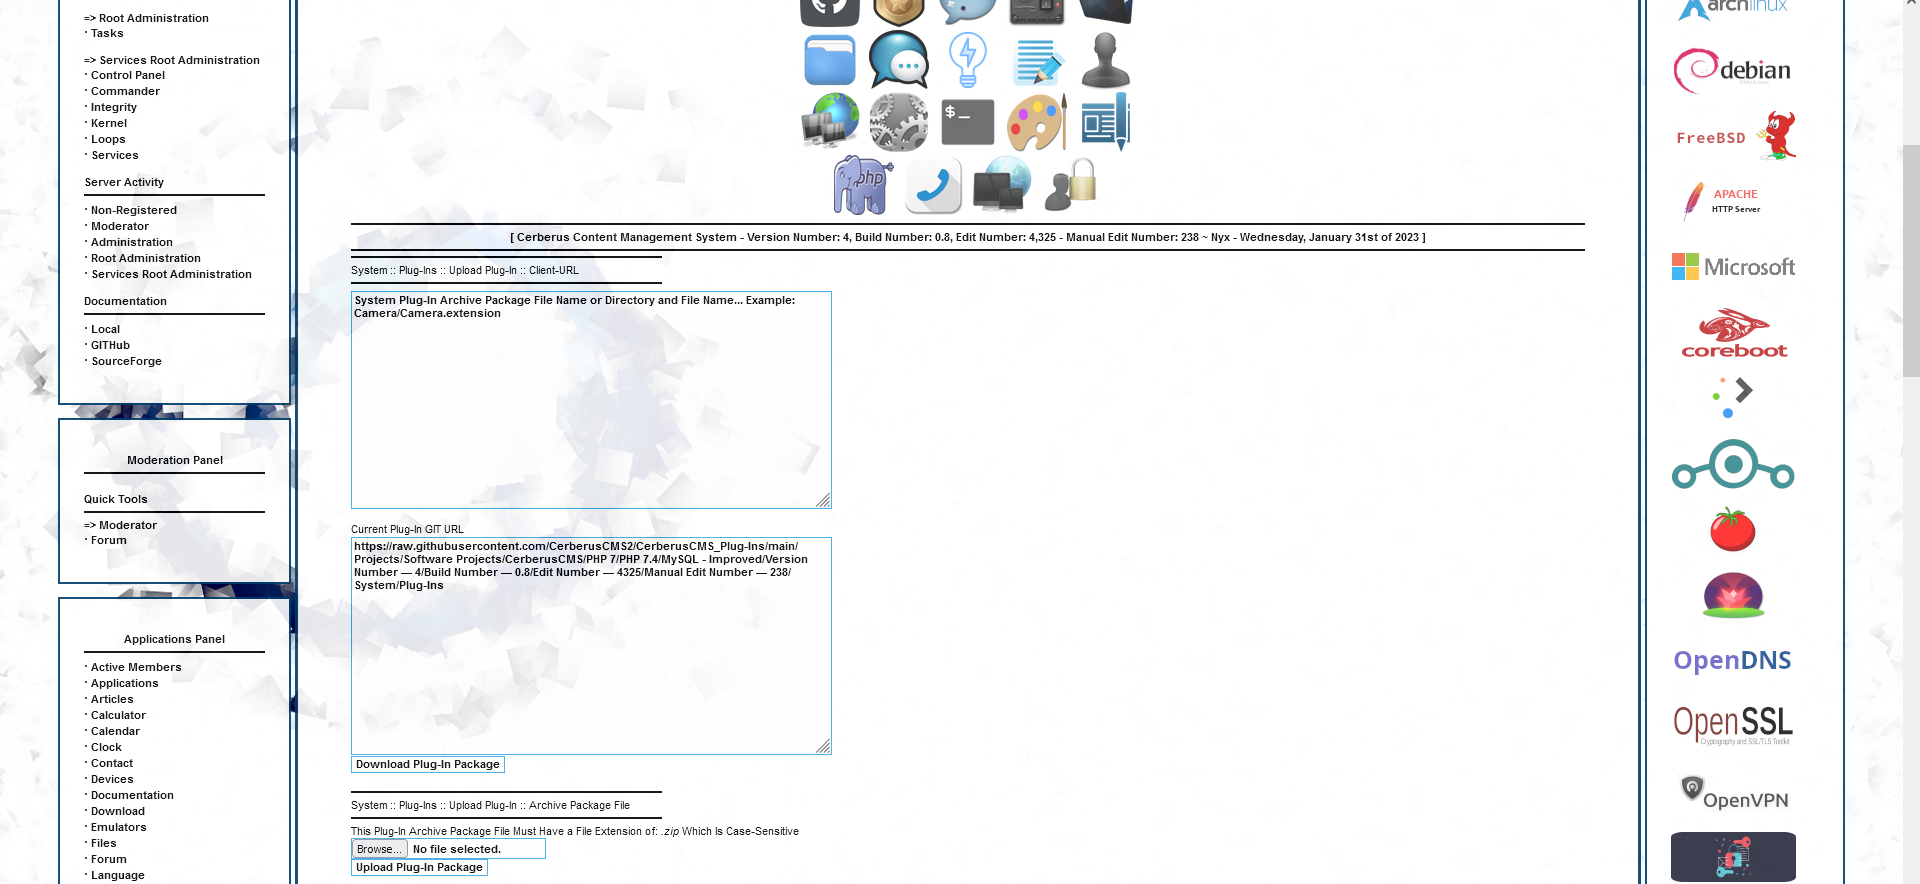 => Root Administration
· Tasks
=> Services Root Administration
· Control Panel
· Commander
· Integrity
· Kernel
· Loops
· Services
Server Activity
· Non-Registered
· Moderator
· Administration
· Root Administration
· Services Root Administration
Documentation
· Local
· GITHub
· SourceForge
Moderation Panel
Quick Tools
=> Moderator
· Forum
Applications Panel
· Active Members
· Applications
· Articles
· Calculator
· Calendar
· Clock
· Contact
· Devices
· Documentation
· Download
· Emulators
· Files
· Forum
· Language
$_
php
[ Cerberus Content Management System - Version Number: 4, Build Number: 0.8, Edit Number: 4,325 - Manual Edit Number: 238 ~ Nyx - Wednesday, January 31st of 2023 ]
System :: Plug-Ins :: Upload Plug-In :: Client-URL
System Plug-In Archive Package File Name or Directory and File Name... Example:
Camera/Camera.extension
Current Plug-In GIT URL
https://raw.githubusercontent.com/CerberusCMS2/CerberusCMS_Plug-Ins/main/
Projects/Software Projects/CerberusCMS/PHP 7/PHP 7.4/MySQL - Improved/Version
Number — 4/Build Number — 0.8/Edit Number — 4325/Manual Edit Number — 238/
System/Plug-Ins
Download Plug-In Package
System :: Plug-Ins :: Upload Plug-In :: Archive Package File
This Plug-In Archive Package File Must Have a File Extension of: .zip Which Is Case-Sensitive
Browse... No file selected.
Upload Plug-In Package
archlinux
debian
FreeBSD
APACHE
HTTP Server
Microsoft
coreboot
OpenDNS
OpenSSL
Cryptography and SSL/TLS Toolkit
OpenVPN